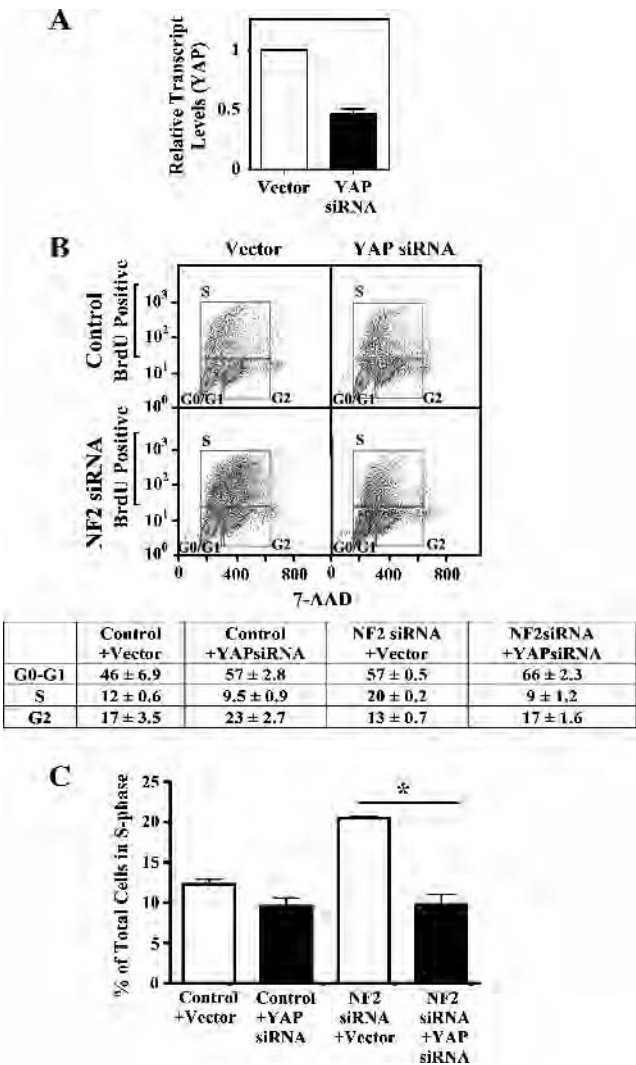 A
Relative Transcript
Levels (YAP)
1
0.5
0
Vector
YAP
siRNA
B
Vector
YAP siRNA
Control
BrdU Positive
10³
10²
10¹
10⁰
S
G0/G1
G2
S
G0/G1
G2
NF2 siRNA
BrdU Positive
10³
10²
10¹
10⁰
S
G0/G1
G2
S
G0/G1
G2
0 400 800
0 400 800
7-AAD
Control +Vector Control +YAPsiRNA NF2 siRNA +Vector NF2siRNA +YAPsiRNA
G0-G1 46 ± 6.9 57 ± 2.8 57 ± 0.5 66 ± 2.3
S 12 ± 0.6 9.5 ± 0.9 20 ± 0.2 9 ± 1.2
G2 17 ± 3.5 23 ± 2.7 13 ± 0.7 17 ± 1.6
C
% of Total Cells in S-phase
25
20
15
10
5
0
*
Control +Vector
Control +YAP siRNA
NF2 siRNA +Vector
NF2 siRNA +YAP siRNA